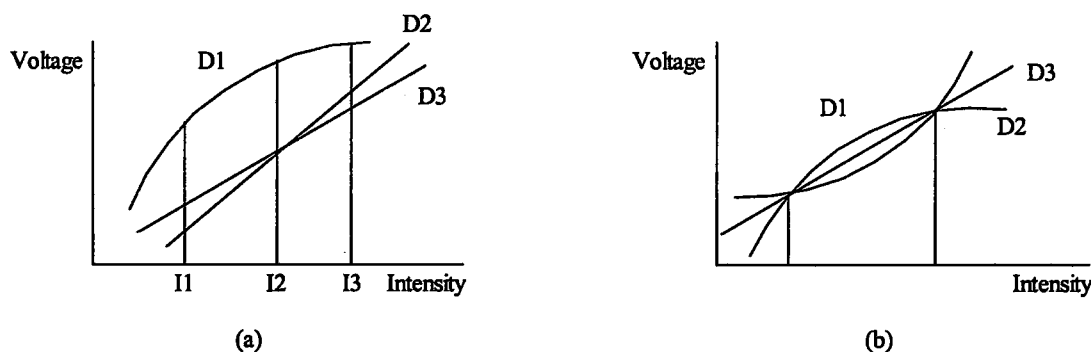 Voltage
D1
D2
D3
I1 I2 I3 Intensity
(a)
Voltage
D1
D3
D2
Intensity
(b)